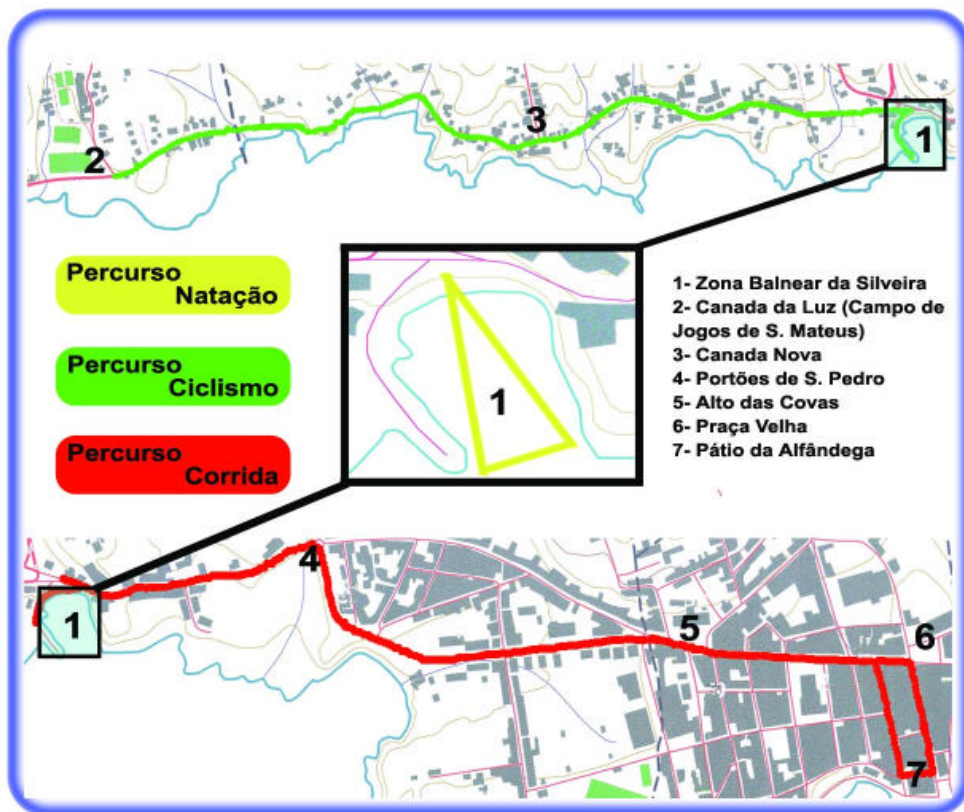 2
3
1
Percurso
Natação
Percurso
Ciclismo
Percurso
Corrida
1
1- Zona Balnear da Silveira
2- Canada da Luz (Campo de
Jogos de S. Mateus)
3- Canada Nova
4- Portões de S. Pedro
5- Alto das Covas
6- Praça Velha
7- Pátio da Alfândega
1
4
5
6
7